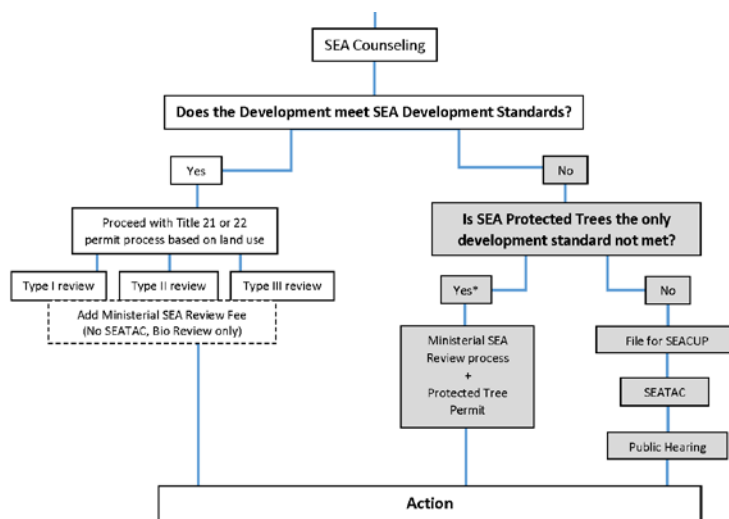 SEA Counseling
Does the Development meet SEA Development Standards?
Yes
No
Proceed with Title 21 or 22
permit process based on land use
Is SEA Protected Trees the only
development standard not met?
Type I review
Type II review
Type III review
Yes*
No
Add Ministerial SEA Review Fee
(No SEATAC, Bio Review only)
Ministerial SEA
Review process
+
Protected Tree
Permit
File for SEACUP
SEATAC
Public Hearing
Action